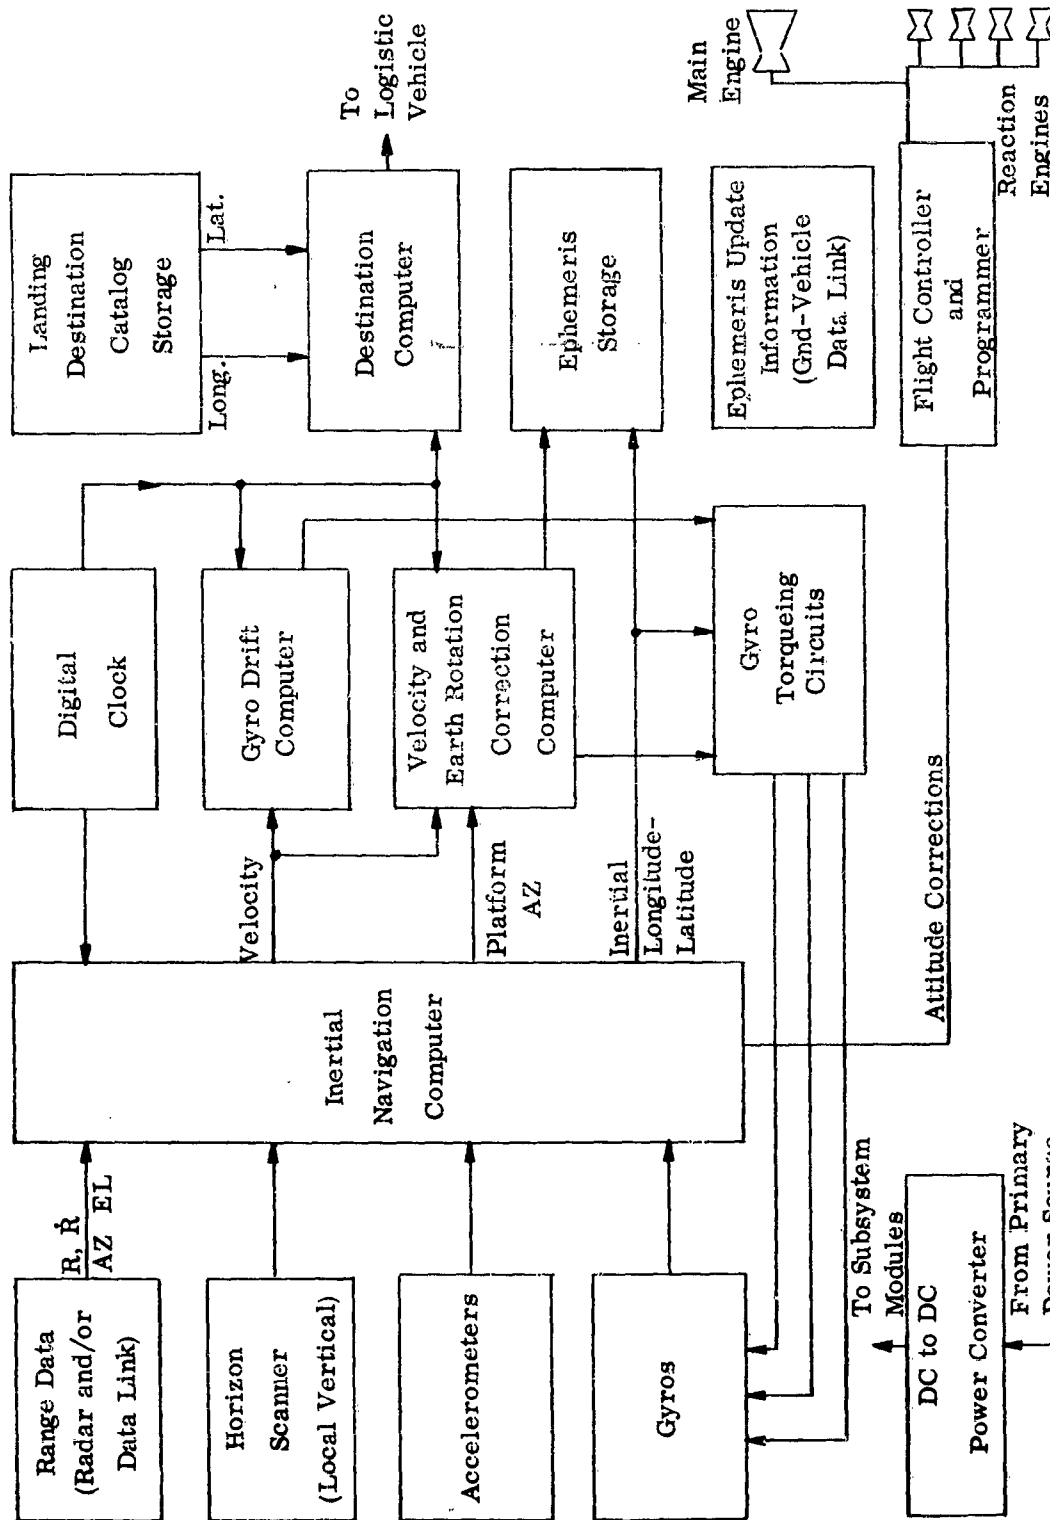 Range Data
(Radar and/or
Data Link)
R, Ṙ
AZ EL
Horizon
Scanner
(Local Vertical)
Accelerometers
Gyros
To Subsystem
Modules
DC to DC
Power Converter
From Primary
Power Source
Inertial
Navigation
Computer
Velocity
Platform
AZ
Inertial
Longitude-
Latitude
Attitude Corrections
Digital
Clock
Gyro Drift
Computer
Velocity and
Earth Rotation
Correction
Computer
Gyro
Torqueing
Circuits
Landing
Destination
Catalog
Storage
Long.
Lat.
Destination
Computer
To
Logistic
Vehicle
Ephemeris
Storage
Ephemeris Update
Information
(Gnd-Vehicle
Data Link)
Flight Controller
and
Programmer
Main
Engine
Reaction
Engines